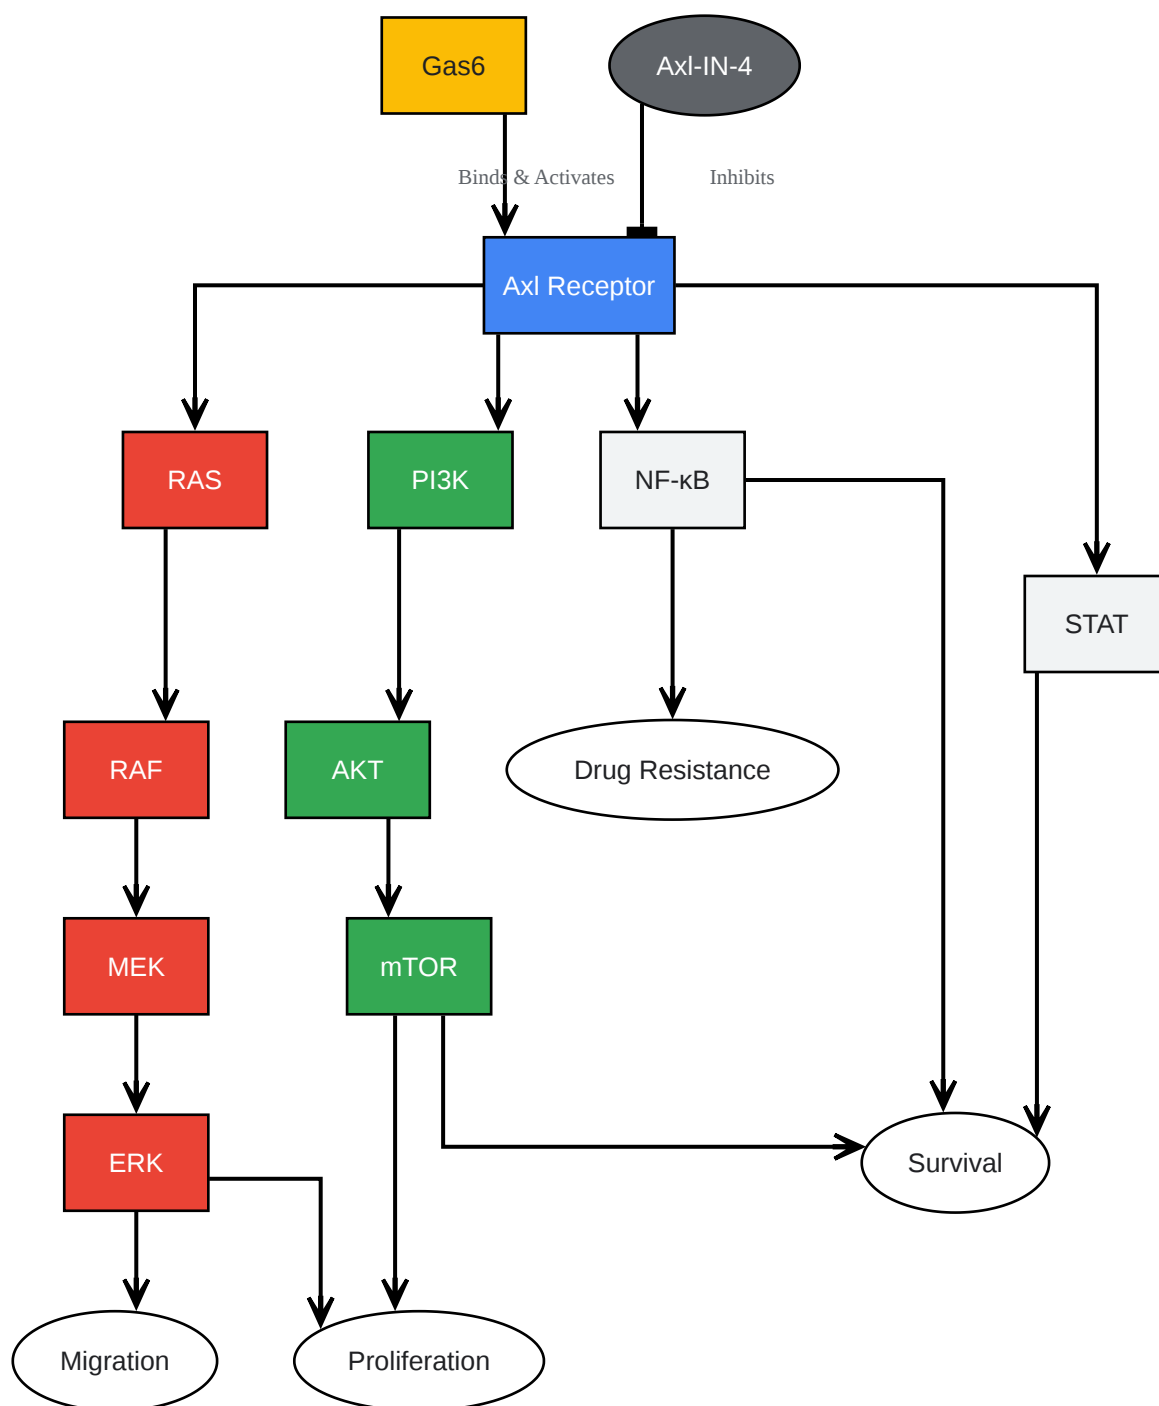 Gas6
Axl-IN-4
Binds & Activates
Inhibits
Axl Receptor
RAS
PI3K
NF-κB
STAT
RAF
AKT
Drug Resistance
MEK
mTOR
ERK
Survival
Migration
Proliferation